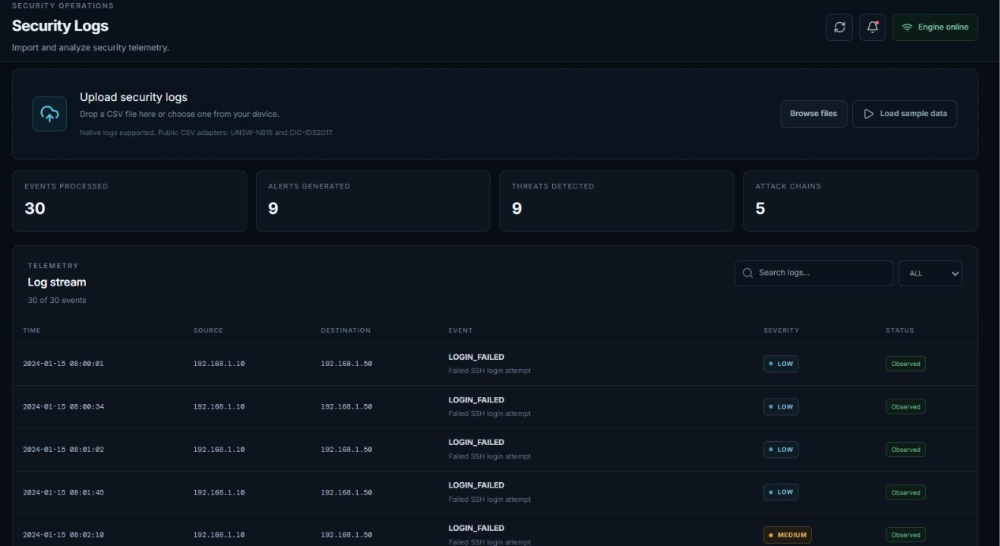 SECURITY OPERATIONS
Security Logs
Import and analyze security telemetry.
Engine online
Upload security logs
Drop a CSV file here or choose one from your device.
Native logs supported. Public CSV adapters: UNSW-NB15 and CIC-IDS2017.
Browse files
Load sample data
EVENTS PROCESSED
30
ALERTS GENERATED
9
THREATS DETECTED
9
ATTACK CHAINS
5
TELEMETRY
Log stream
30 of 30 events
Search logs...
ALL
TIME SOURCE DESTINATION EVENT SEVERITY STATUS
2024-01-15 08:00:01 192.168.1.10 192.168.1.50 LOGIN_FAILED LOW Observed
Failed SSH login attempt
2024-01-15 08:00:34 192.168.1.10 192.168.1.50 LOGIN_FAILED LOW Observed
Failed SSH login attempt
2024-01-15 08:01:02 192.168.1.10 192.168.1.50 LOGIN_FAILED LOW Observed
Failed SSH login attempt
2024-01-15 08:01:45 192.168.1.10 192.168.1.50 LOGIN_FAILED LOW Observed
Failed SSH login attempt
2024-01-15 08:02:10 192.168.1.10 192.168.1.50 LOGIN_FAILED MEDIUM Observed
Failed SSH login attempt